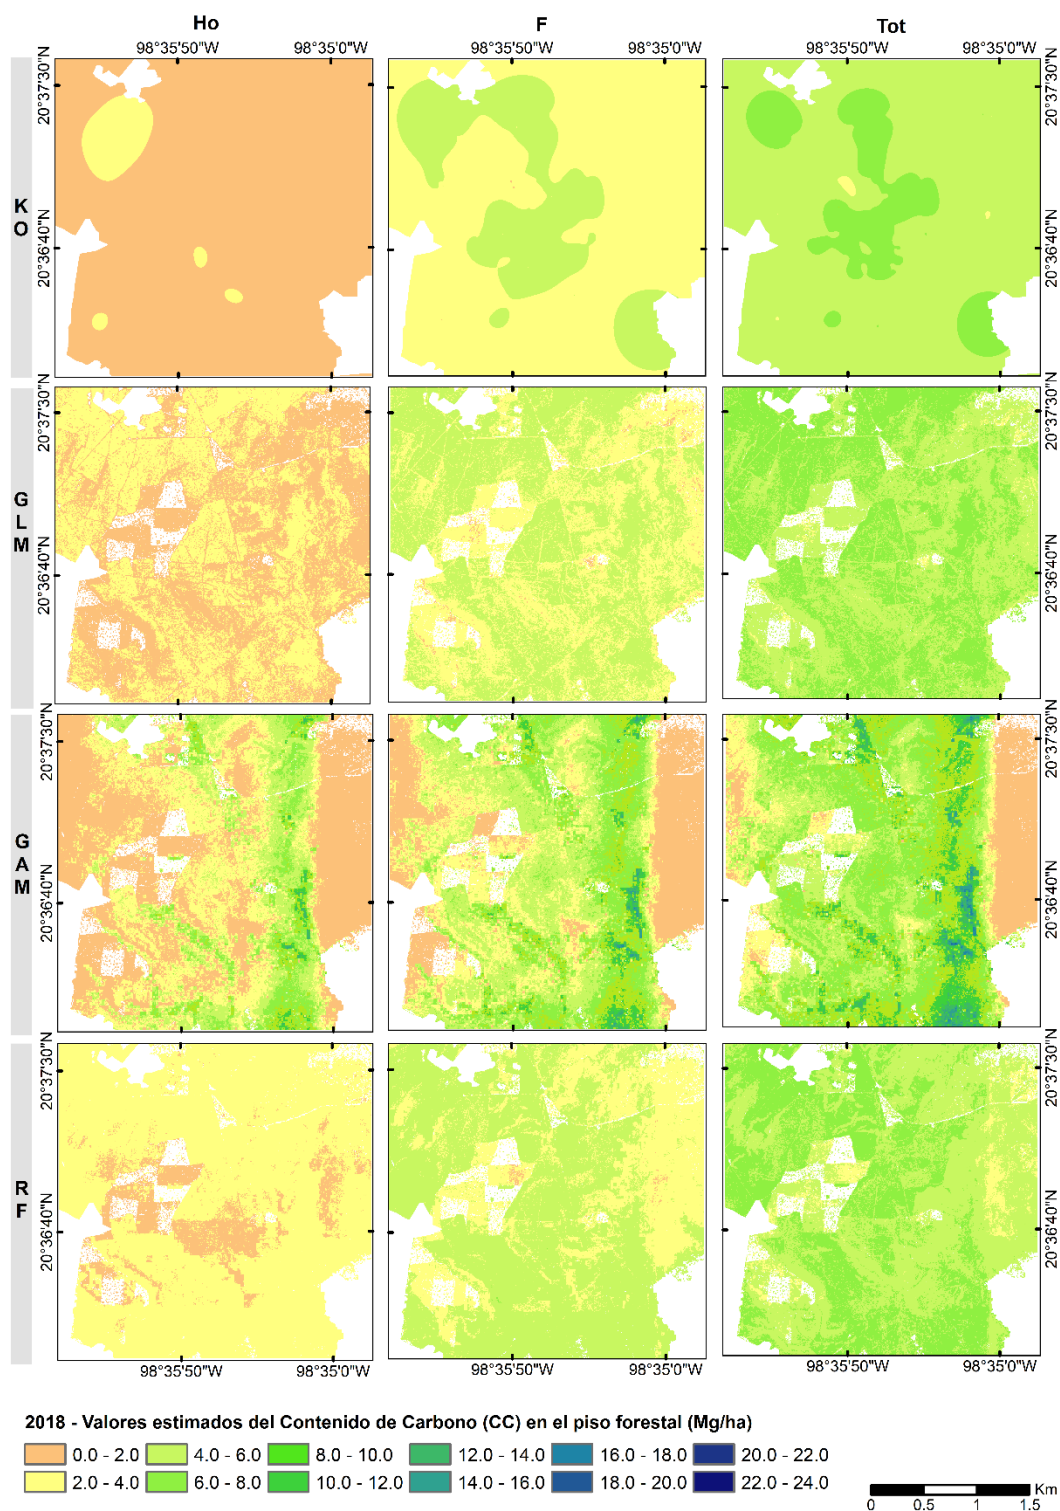 Ho F Tot
98°35'50"W 98°35'0"W 98°35'50"W 98°35'0"W 98°35'50"W 98°35'0"W
20°37'30"N 20°37'30"N
K
O
20°36'40"N 20°36'40"N
20°37'30"N 20°37'30"N
G
L
M
20°36'40"N 20°36'40"N
20°37'30"N 20°37'30"N
G
A
M
20°36'40"N 20°36'40"N
20°37'30"N 20°37'30"N
R
F
20°36'40"N 20°36'40"N
98°35'50"W 98°35'0"W 98°35'50"W 98°35'0"W 98°35'50"W 98°35'0"W
2018 - Valores estimados del Contenido de Carbono (CC) en el piso forestal (Mg/ha)
0.0 - 2.0 4.0 - 6.0 8.0 - 10.0 12.0 - 14.0 16.0 - 18.0 20.0 - 22.0
2.0 - 4.0 6.0 - 8.0 10.0 - 12.0 14.0 - 16.0 18.0 - 20.0 22.0 - 24.0
Km
0 0.5 1 1.5